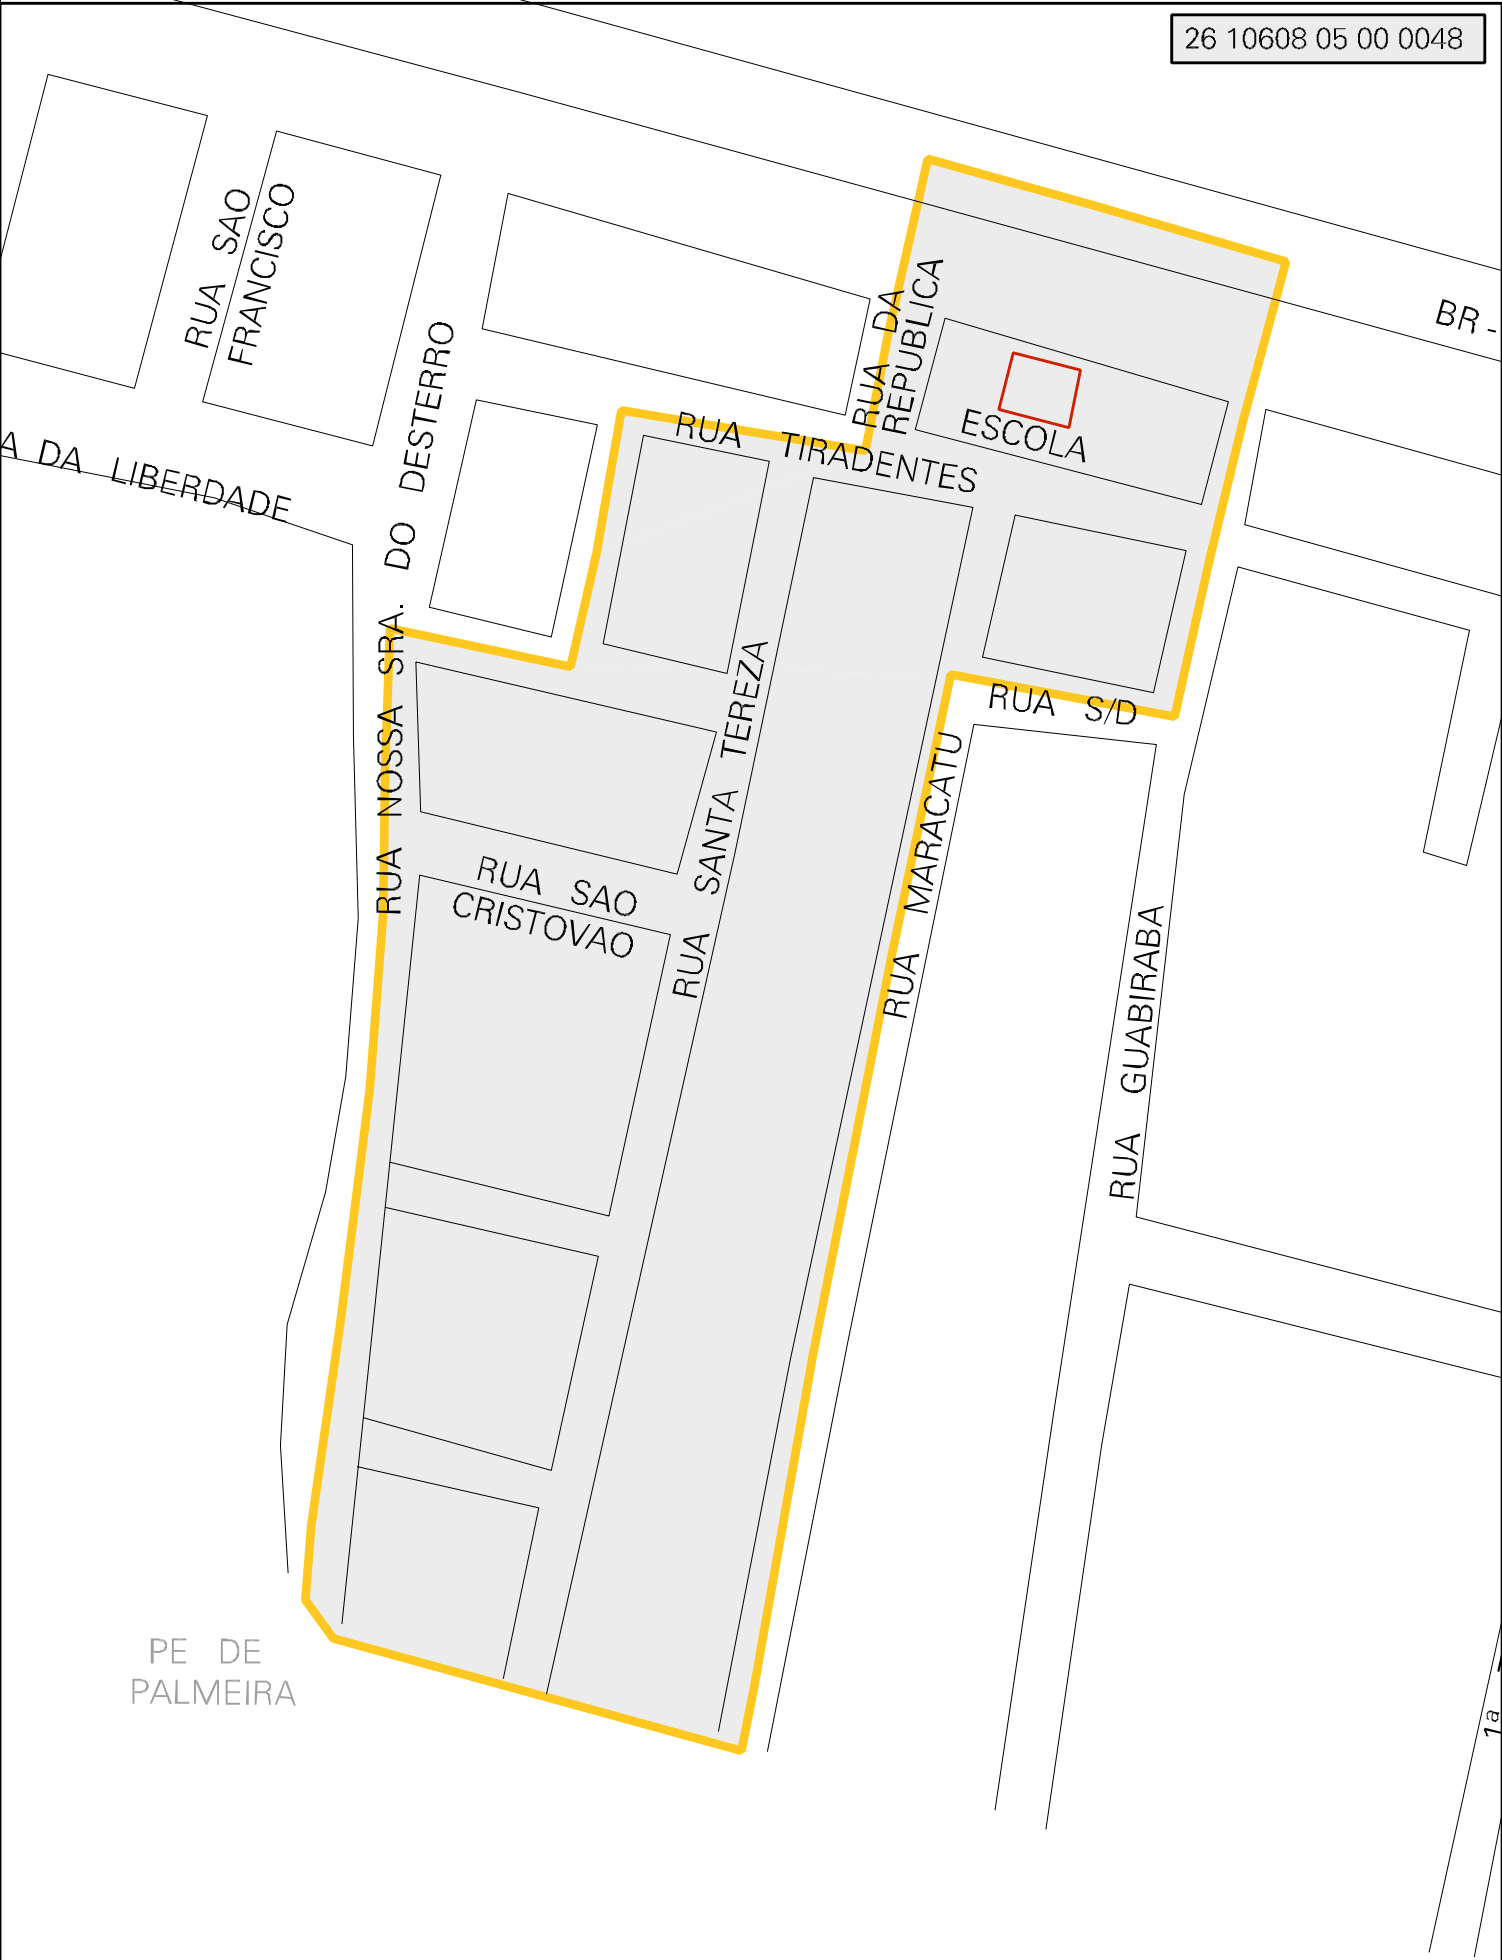 26 10608 05 00 0048
RUA SAO
FRANCISCO
RUA DA
REPUBLICA
BR-
ESCOLA
RUA TIRADENTES
A DA LIBERDADE
RUA NOSSA SRA. DO DESTERRO
RUA SANTA TEREZA
RUA S/D
RUA MARACATU
RUA SAO
CRISTOVAO
RUA GUABIRABA
PE DE
PALMEIRA
1ª